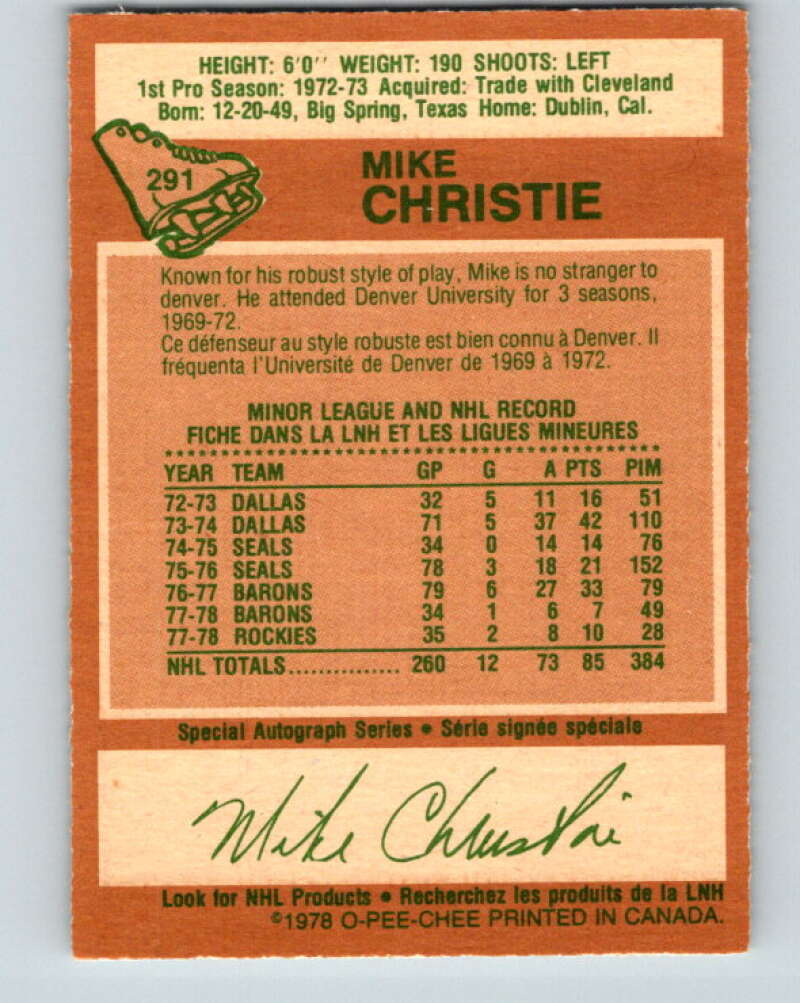 HEIGHT: 6'0'' WEIGHT: 190 SHOOTS: LEFT
1st Pro Season: 1972-73 Acquired: Trade with Cleveland
Born: 12-20-49, Big Spring, Texas Home: Dublin, Cal.
291
MIKE
CHRISTIE
Known for his robust style of play, Mike is no stranger to
denver. He attended Denver University for 3 seasons,
1969-72.
Ce défenseur au style robuste est bien connu à Denver. Il
fréquenta l'Université de Denver de 1969 à 1972.
MINOR LEAGUE AND NHL RECORD
FICHE DANS LA LNH ET LES LIGUES MINEURES
YEAR TEAM GP G A PTS PIM
72-73 DALLAS 32 5 11 16 51
73-74 DALLAS 71 5 37 42 110
74-75 SEALS 34 0 14 14 76
75-76 SEALS 78 3 18 21 152
76-77 BARONS 79 6 27 33 79
77-78 BARONS 34 1 6 7 49
77-78 ROCKIES 35 2 8 10 28
NHL TOTALS............... 260 12 73 85 384
Special Autograph Series • Série signée spéciale
Mike Christie
Look for NHL Products • Recherchez les produits de la LNH
©1978 O-PEE-CHEE PRINTED IN CANADA.